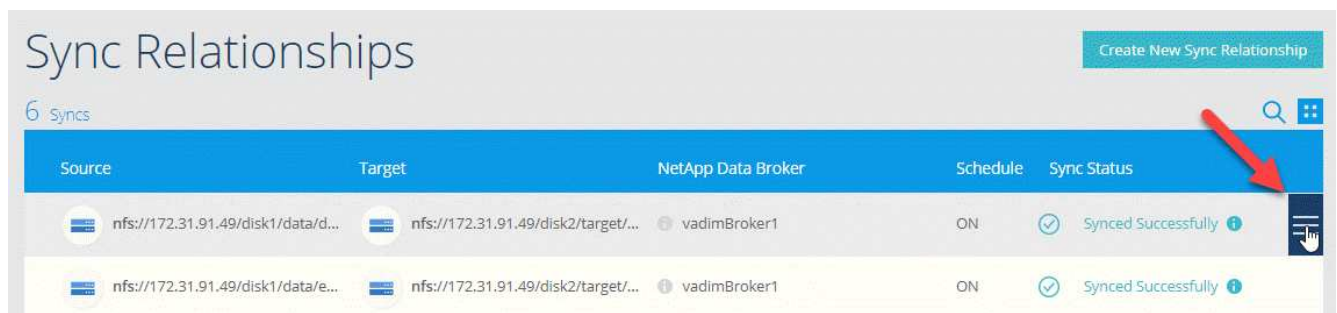 Sync Relationships
Create New Sync Relationship
6 Syncs
Source Target NetApp Data Broker Schedule Sync Status
nfs://172.31.91.49/disk1/data/d... nfs://172.31.91.49/disk2/target/... vadimBroker1 ON Synced Successfully
nfs://172.31.91.49/disk1/data/e... nfs://172.31.91.49/disk2/target/... vadimBroker1 ON Synced Successfully